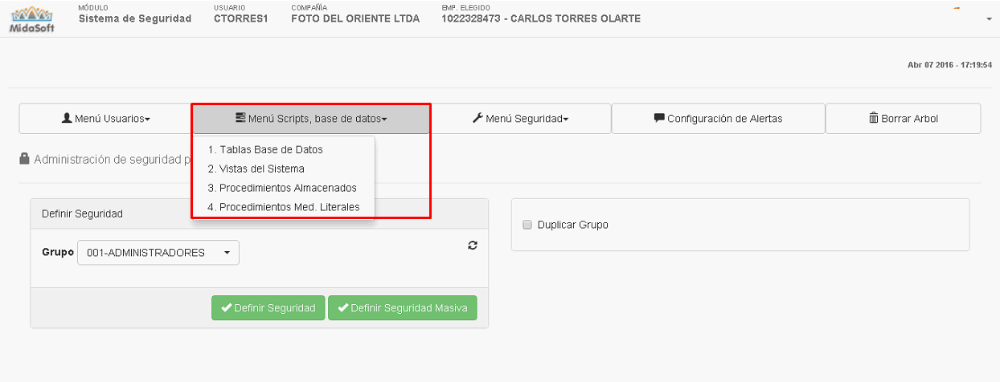 MÓDULO USUARIO COMPAÑÍA EMP. ELEGIDO
MidaSoft Sistema de Seguridad CTORRES1 FOTO DEL ORIENTE LTDA 1022328473 - CARLOS TORRES OLARTE
Abr 07 2016 - 17:19:54
Menú Usuarios Menú Scripts, base de datos Menú Seguridad Configuración de Alertas Borrar Arbol
1. Tablas Base de Datos
Administración de seguridad p
2. Vistas del Sistema
3. Procedimientos Almacenados
4. Procedimientos Med. Literales
Definir Seguridad
Duplicar Grupo
Grupo 001-ADMINISTRADORES
Definir Seguridad Definir Seguridad Masiva